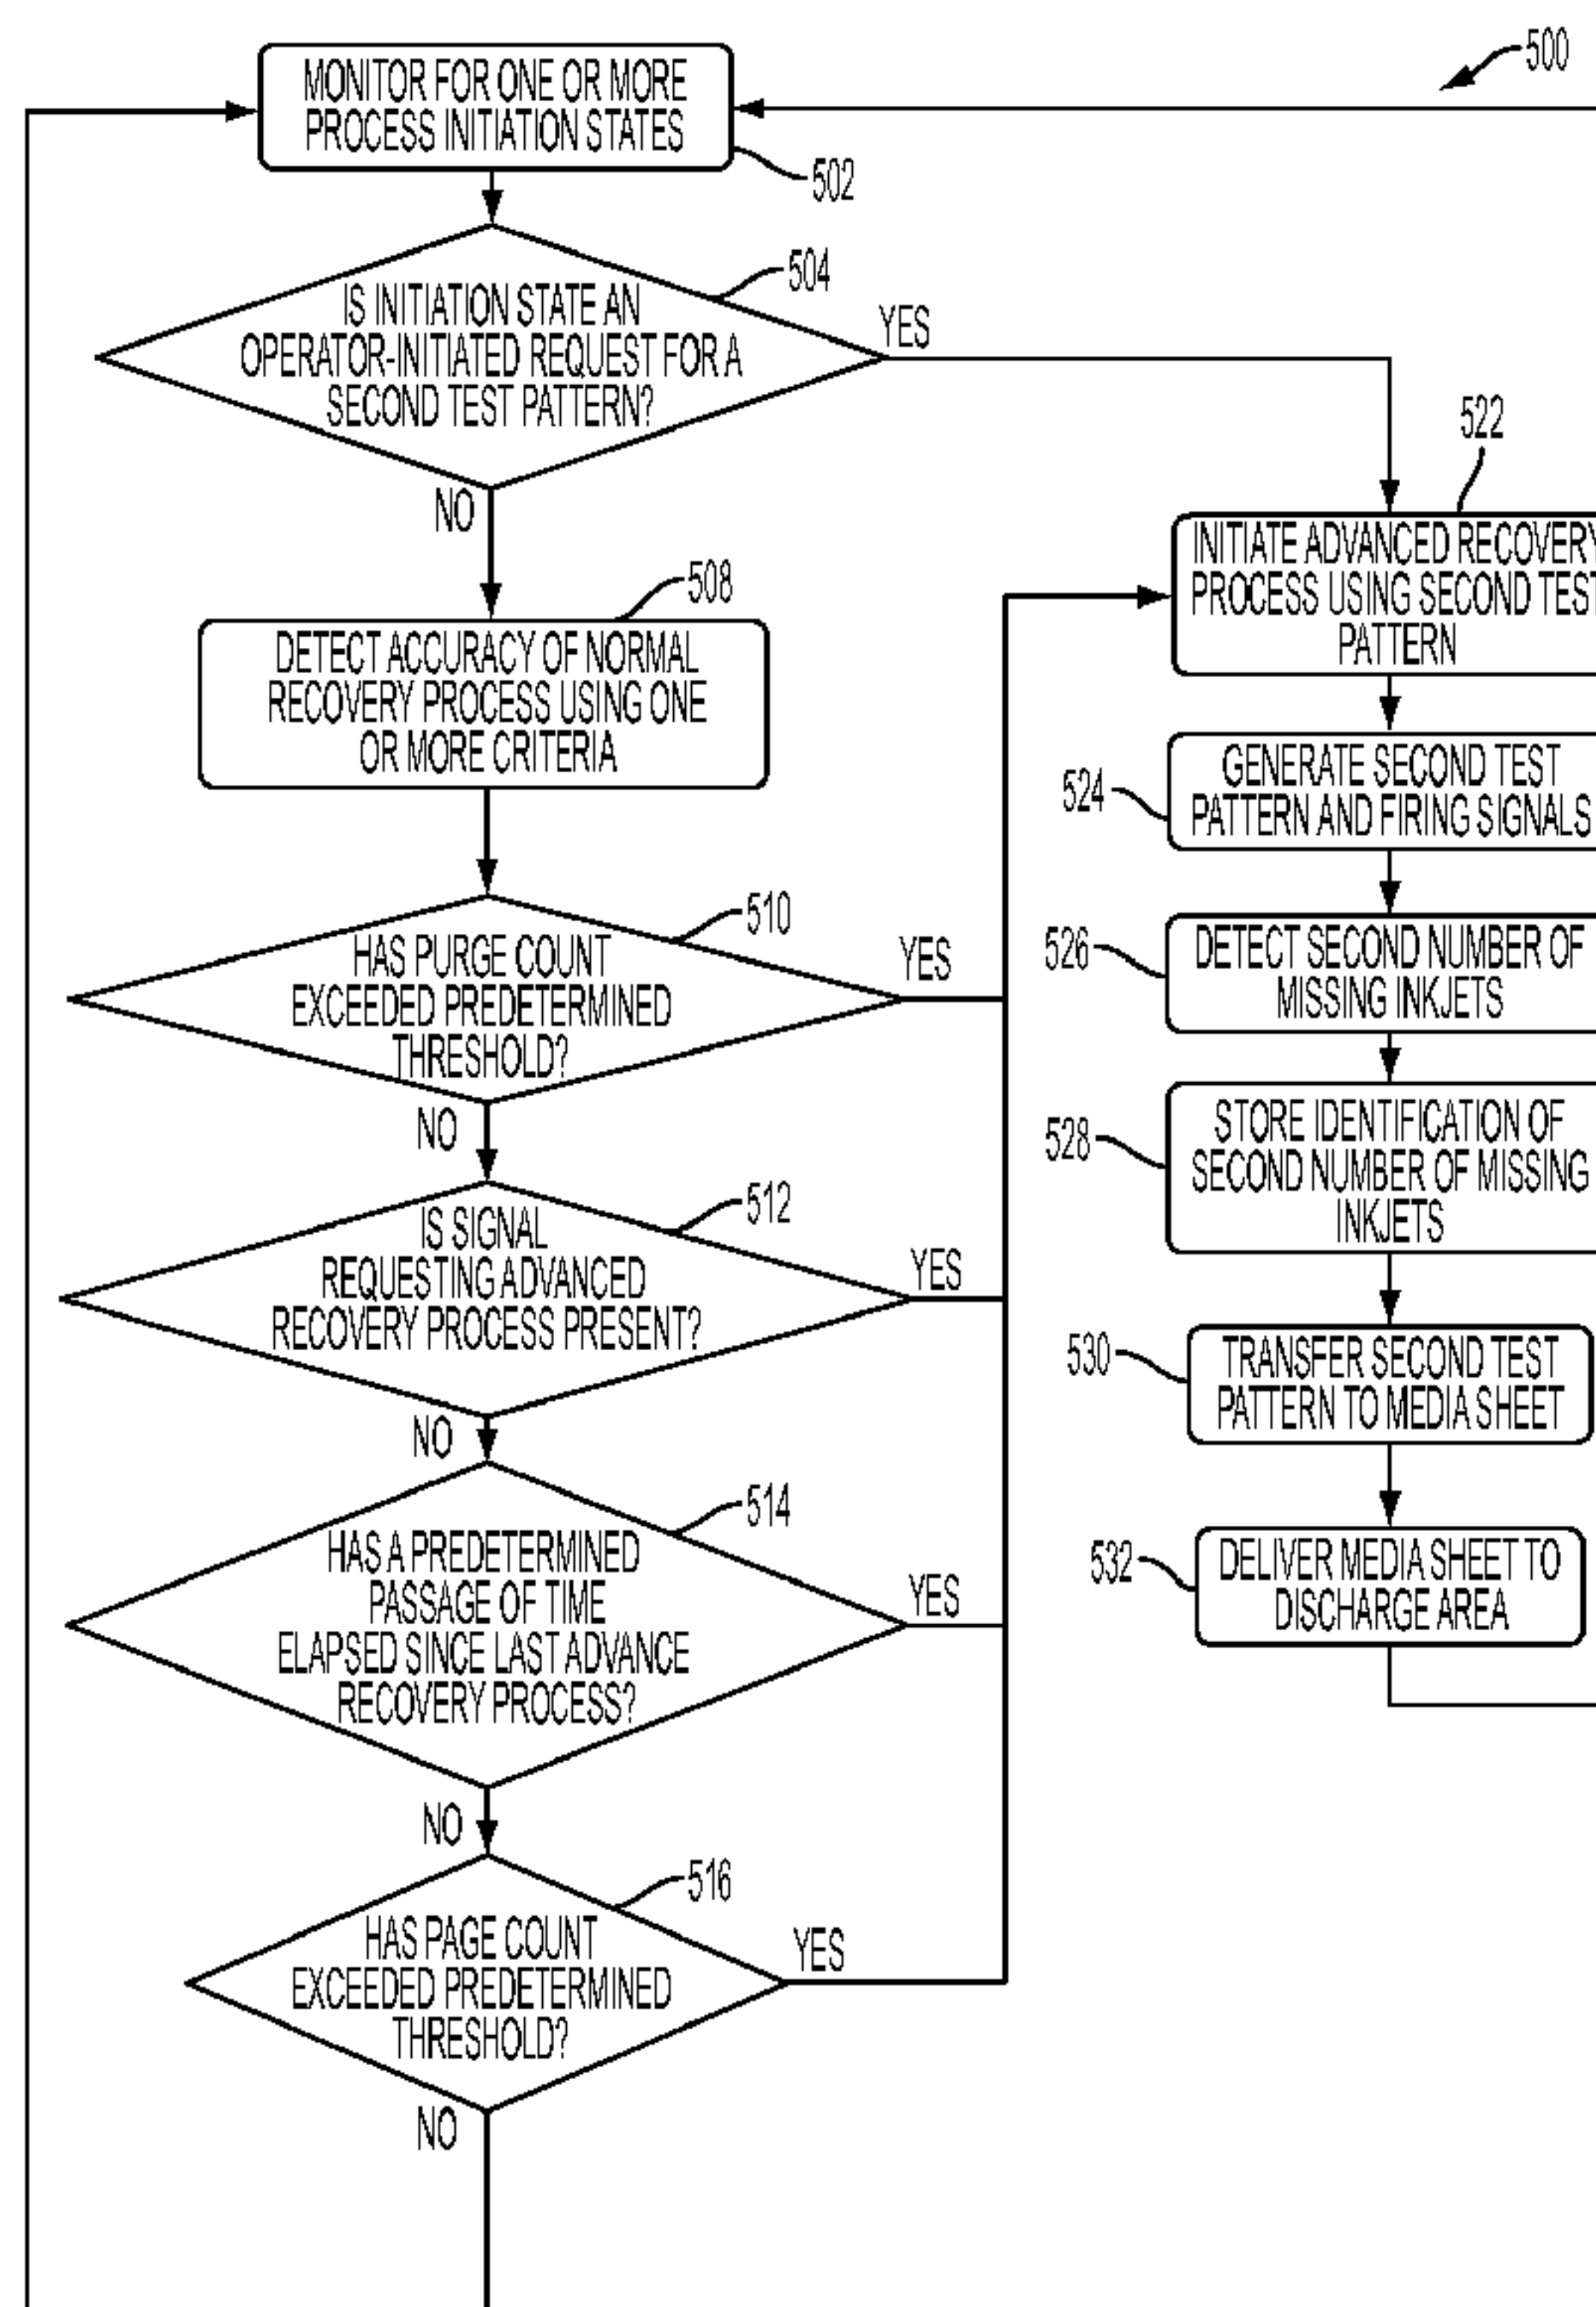 500
MONITOR FOR ONE OR MORE
PROCESS INITIATION STATES
502
504
IS INITIATION STATE AN
OPERATOR-INITIATED REQUEST FOR A
SECOND TEST PATTERN?
YES
NO
508
DETECT ACCURACY OF NORMAL
RECOVERY PROCESS USING ONE
OR MORE CRITERIA
510
HAS PURGE COUNT
EXCEEDED PREDETERMINED
THRESHOLD?
YES
NO
512
IS SIGNAL
REQUESTING ADVANCED
RECOVERY PROCESS PRESENT?
YES
NO
514
HAS A PREDETERMINED
PASSAGE OF TIME
ELAPSED SINCE LAST ADVANCE
RECOVERY PROCESS?
YES
NO
516
HAS PAGE COUNT
EXCEEDED PREDETERMINED
THRESHOLD?
YES
NO
522
INITIATE ADVANCED RECOVERY
PROCESS USING SECOND TEST
PATTERN
524
GENERATE SECOND TEST
PATTERN AND FIRING SIGNALS
526
DETECT SECOND NUMBER OF
MISSING INKJETS
528
STORE IDENTIFICATION OF
SECOND NUMBER OF MISSING
INKJETS
530
TRANSFER SECOND TEST
PATTERN TO MEDIA SHEET
532
DELIVER MEDIA SHEET TO
DISCHARGE AREA